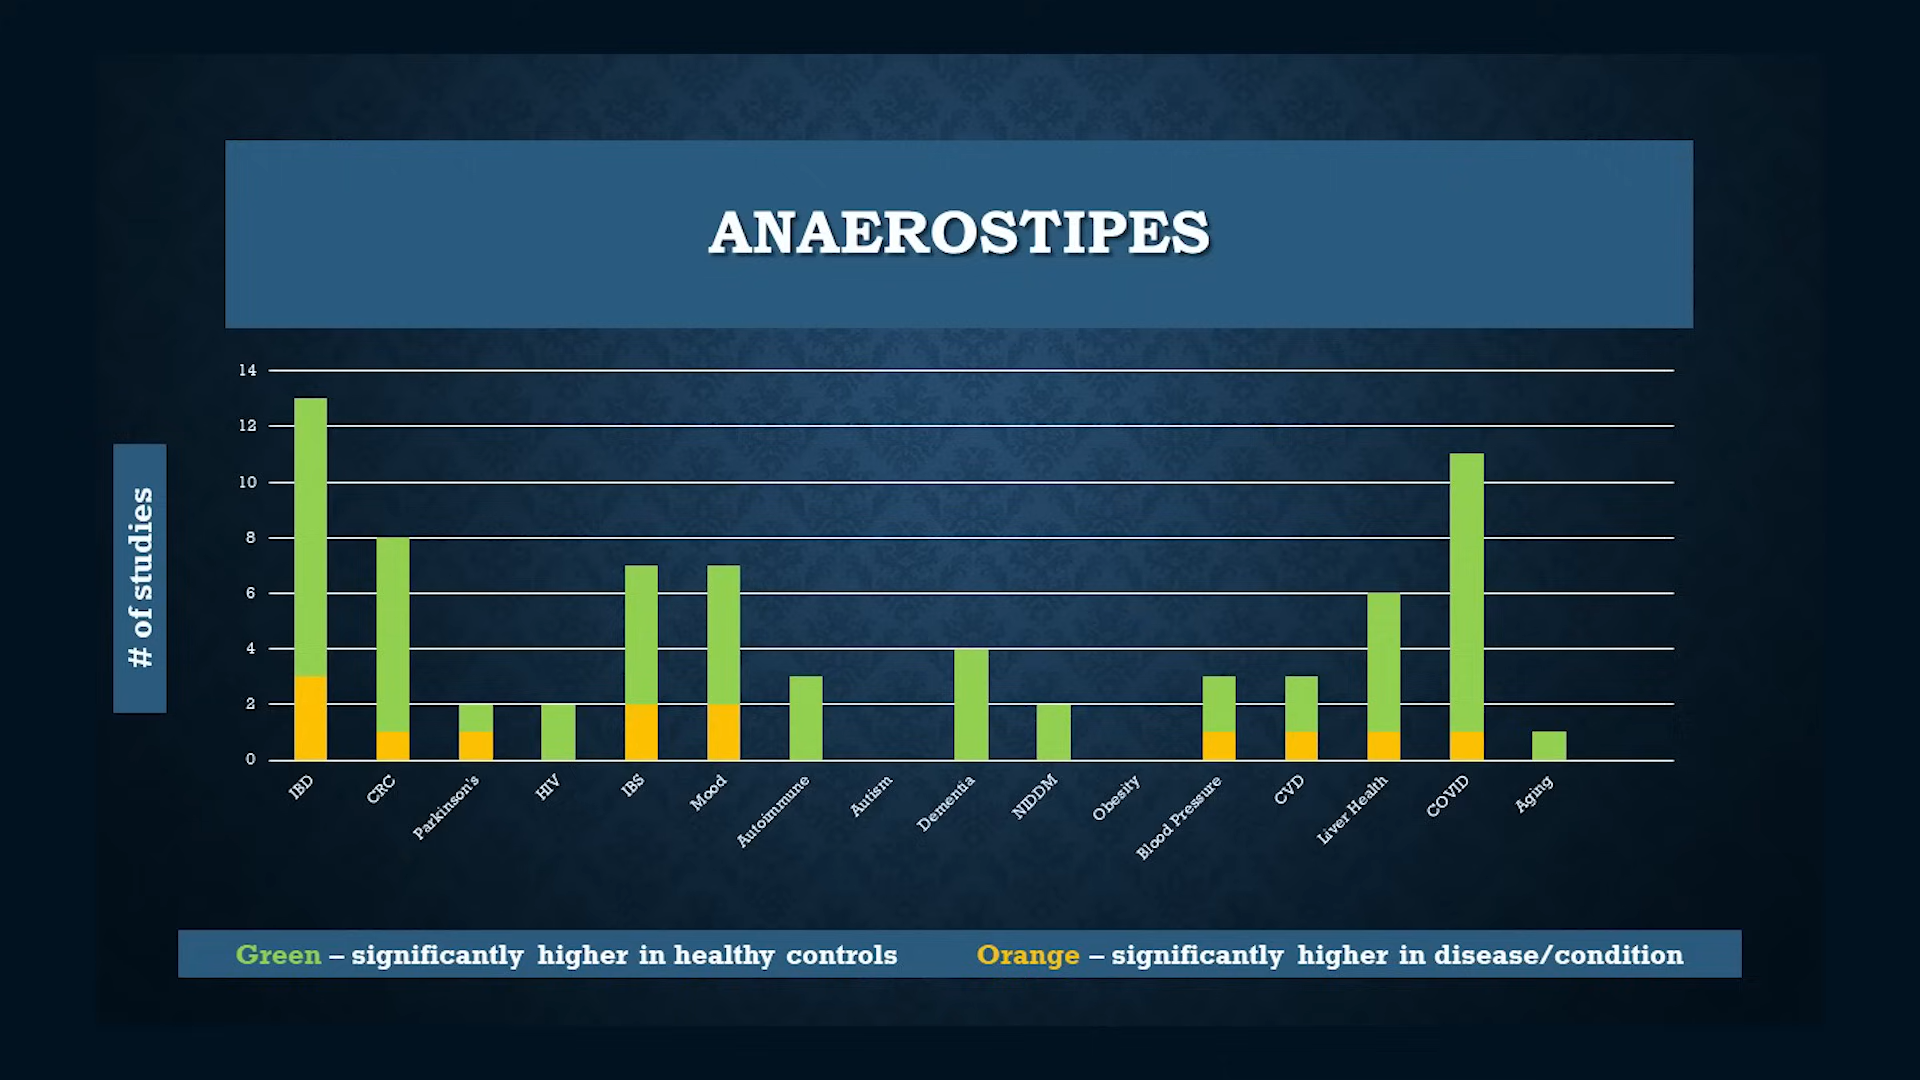 ANAEROSTIPES
# of studies
14
12
10
8
6
4
2
0
IBD
CRC
Parkinson's
HIV
IBS
Mood
Autoimmune
Autism
Dementia
NIDDM
Obesity
Blood Pressure
CVD
Liver Health
COVID
Aging
Green – significantly higher in healthy controls Orange – significantly higher in disease/condition